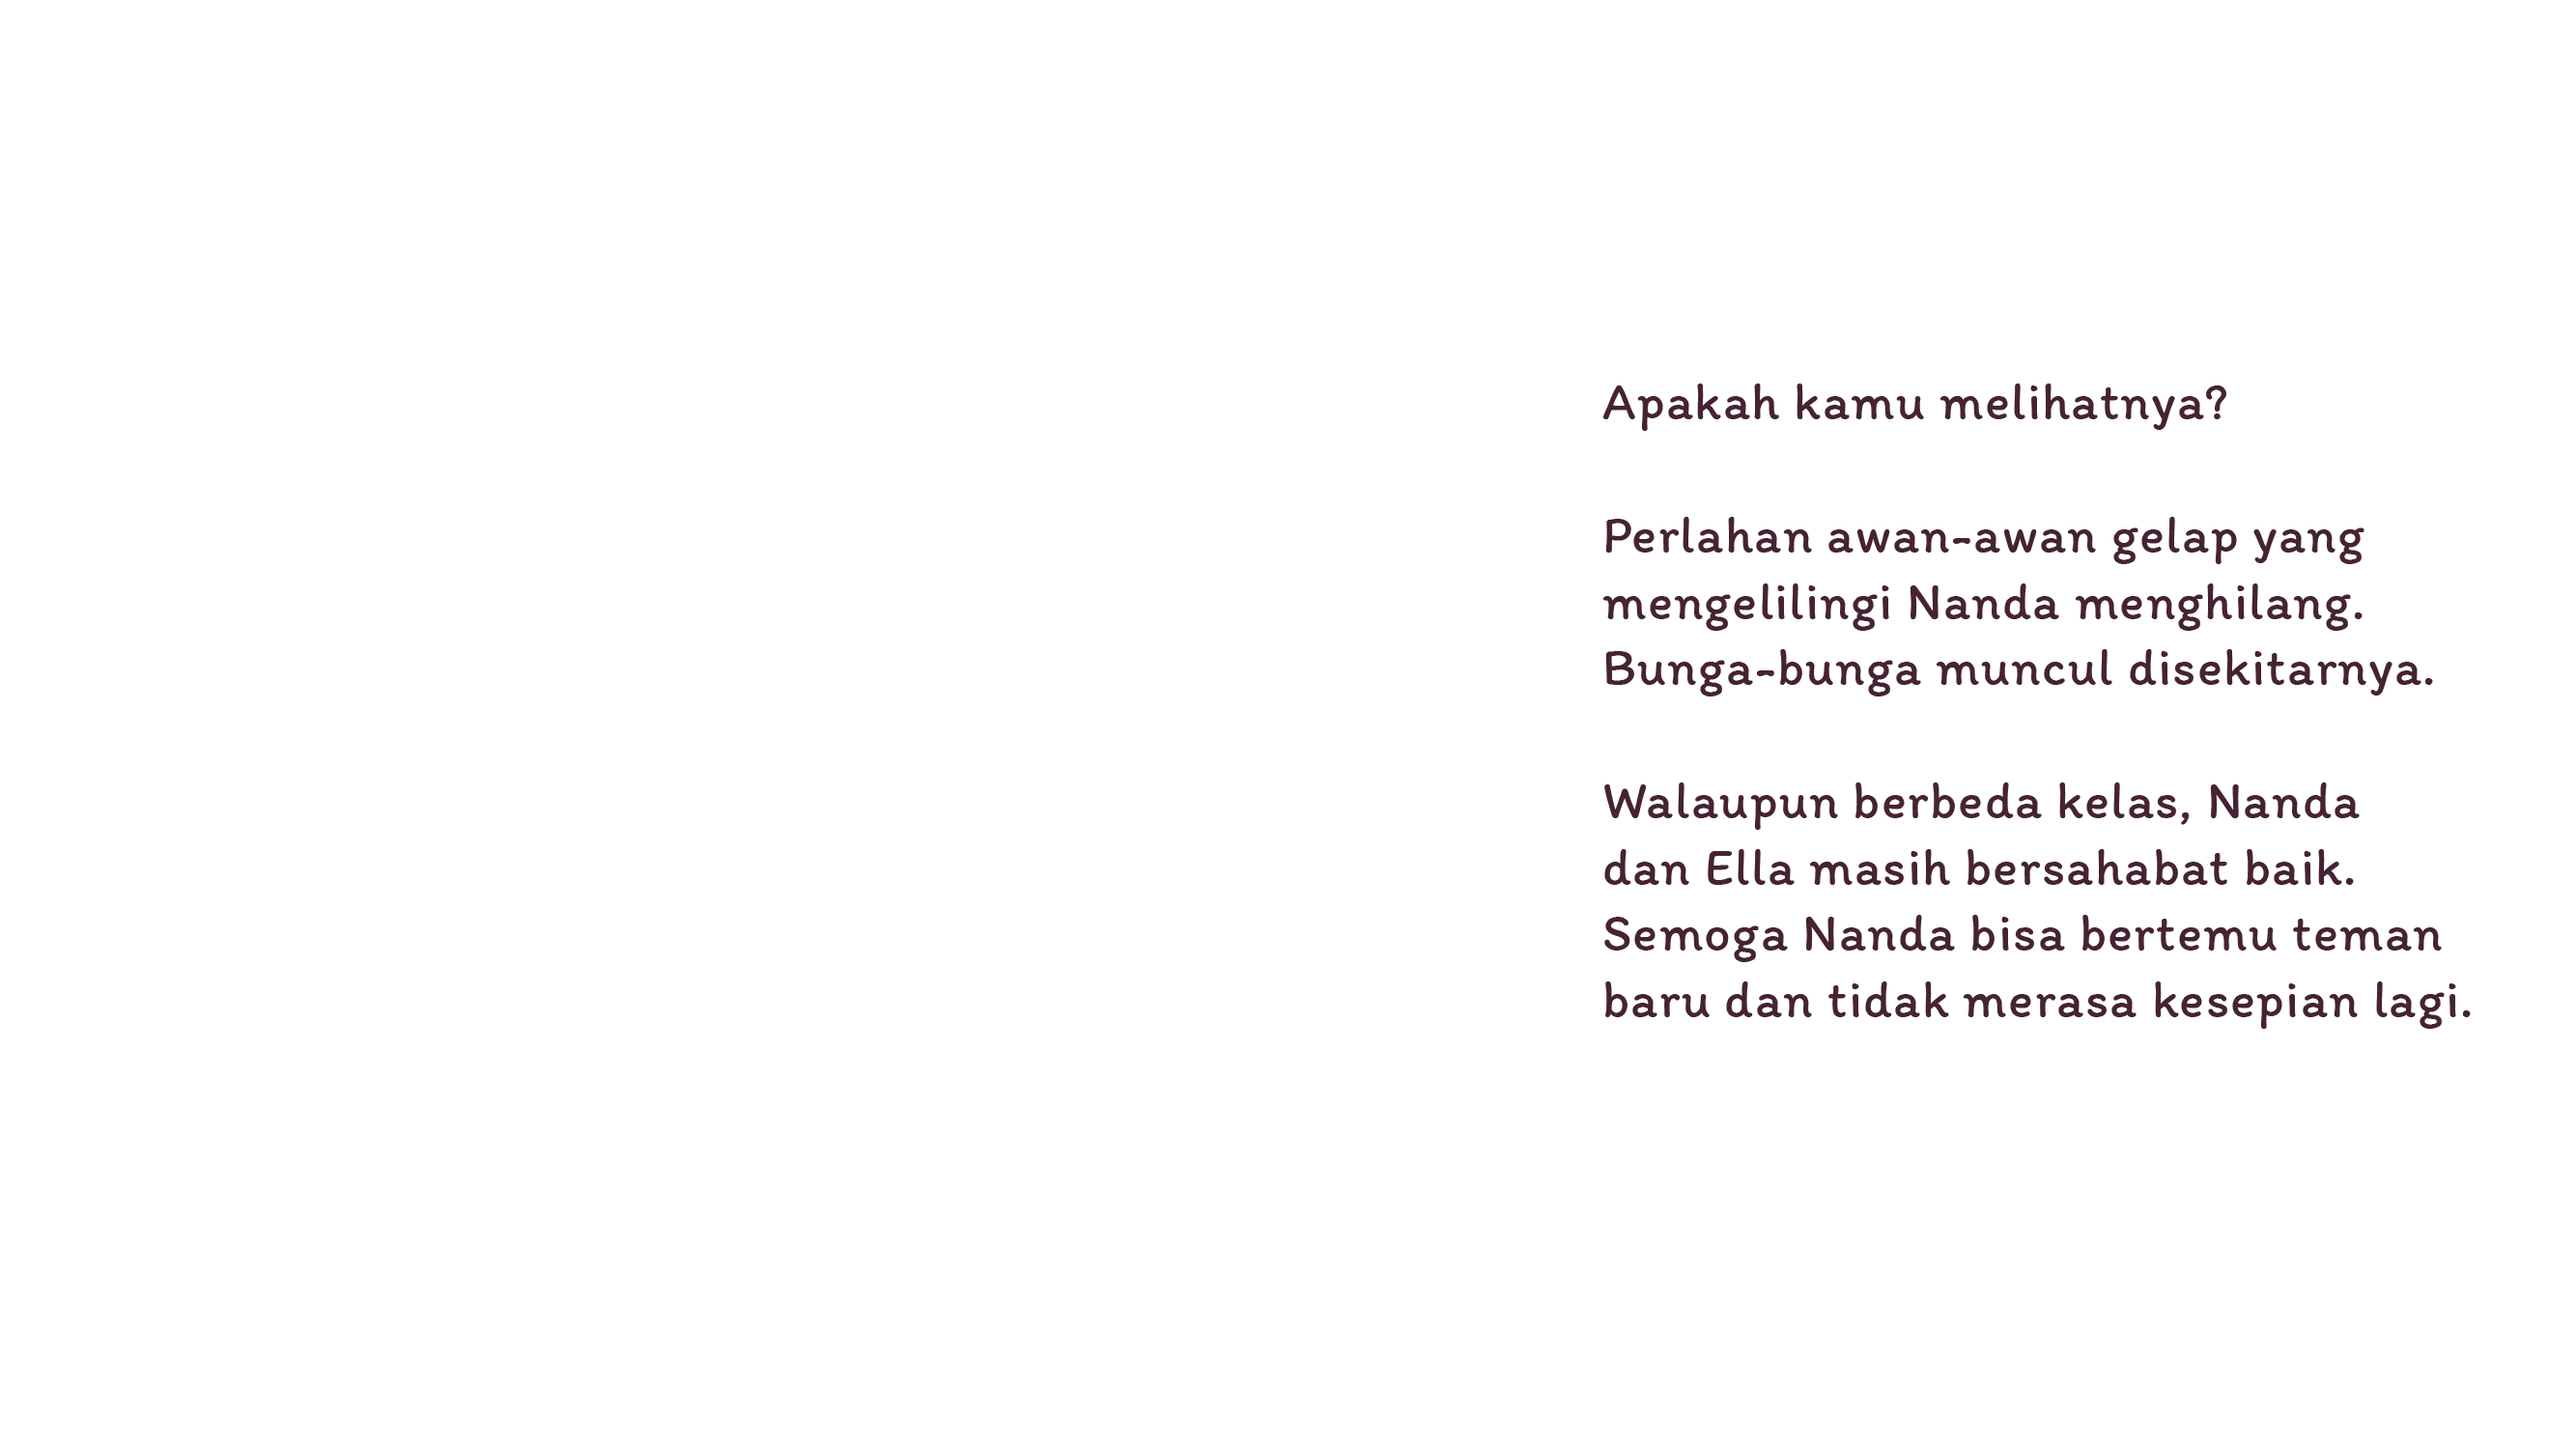 Apakah kamu melihatnya?
Perlahan awan-awan gelap yang
mengelilingi Nanda menghilang.
Bunga-bunga muncul disekitarnya.
Walaupun berbeda kelas, Nanda
dan Ella masih bersahabat baik.
Semoga Nanda bisa bertemu teman
baru dan tidak merasa kesepian lagi.